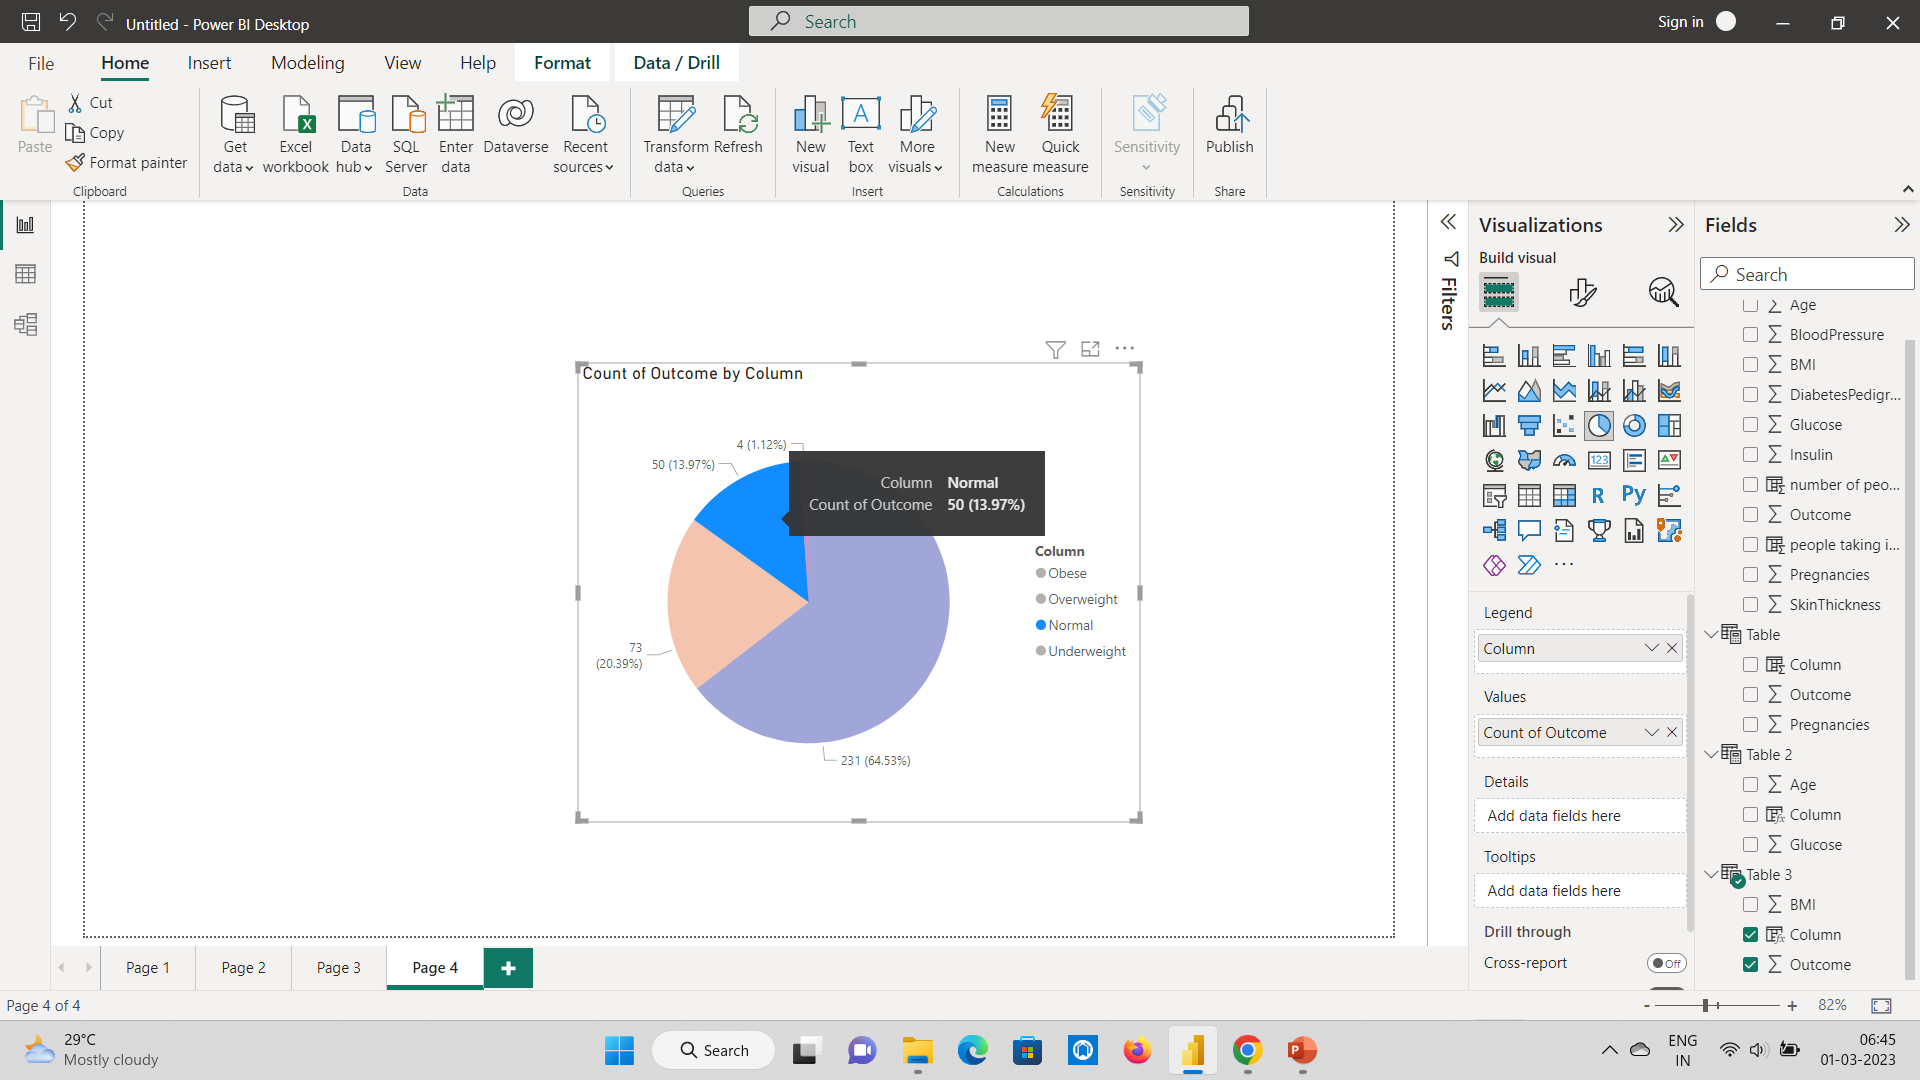 Untitled - Power BI Desktop
Search
Sign in
File
Home
Insert
Modeling
View
Help
Format
Data / Drill
Paste
Cut
Copy
Format painter
Clipboard
Get data
Excel workbook
Data hub
SQL Server
Enter data
Dataverse
Recent sources
Data
Transform data
Refresh
Queries
New visual
Text box
More visuals
Insert
New measure
Quick measure
Calculations
Sensitivity
Sensitivity
Publish
Share
Count of Outcome by Column
4 (1.12%)
50 (13.97%)
73
(20.39%)
231 (64.53%)
Column Normal
Count of Outcome 50 (13.97%)
Column
Obese
Overweight
Normal
Underweight
Filters
Visualizations
Build visual
123
R
Py
Legend
Column
Values
Count of Outcome
Details
Add data fields here
Tooltips
Add data fields here
Drill through
Cross-report
Off
Fields
Search
Age
BloodPressure
BMI
DiabetesPedigr...
Glucose
Insulin
number of peo...
Outcome
people taking i...
Pregnancies
SkinThickness
Table
Column
Outcome
Pregnancies
Table 2
Age
Column
Glucose
Table 3
BMI
Column
Outcome
Page 1
Page 2
Page 3
Page 4
Page 4 of 4
82%
29°C
Mostly cloudy
Search
ENG
IN
06:45
01-03-2023